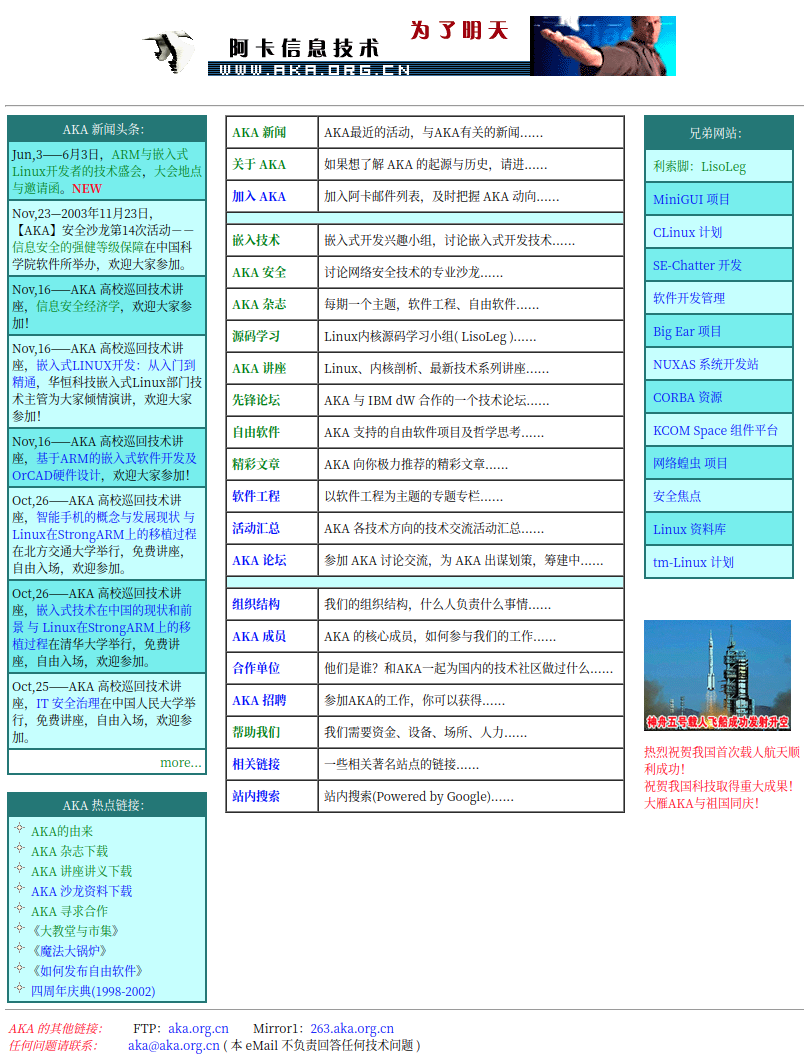 为了明天
阿卡信息技术
WWW.AKA.ORG.CN
AKA 新闻头条：
Jun,3——6月3日，ARM与嵌入式
Linux开发者的技术盛会，大会地点
与邀请函。NEW
Nov,23—2003年11月23日，
【AKA】安全沙龙第14次活动－－
信息安全的强健等级保障在中国科
学院软件所举办，欢迎大家参加。
Nov,16——AKA 高校巡回技术讲
座，信息安全经济学，欢迎大家参
加！
Nov,16——AKA 高校巡回技术讲
座，嵌入式LINUX开发：从入门到
精通，华恒科技嵌入式Linux部门技
术主管为大家倾情演讲，欢迎大家
参加！
Nov,16——AKA 高校巡回技术讲
座，基于ARM的嵌入式软件开发及
OrCAD硬件设计，欢迎大家参加！
Oct,26——AKA 高校巡回技术讲
座，智能手机的概念与发展现状 与
Linux在StrongARM上的移植过程
在北方交通大学举行，免费讲座，
自由入场，欢迎参加。
Oct,26——AKA 高校巡回技术讲
座，嵌入式技术在中国的现状和前
景 与 Linux在StrongARM上的移
植过程在清华大学举行，免费讲
座，自由入场，欢迎参加。
Oct,25——AKA 高校巡回技术讲
座，IT 安全治理在中国人民大学举
行，免费讲座，自由入场，欢迎参
加。
more...
AKA 热点链接：
AKA的由来
AKA 杂志下载
AKA 讲座讲义下载
AKA 沙龙资料下载
AKA 寻求合作
《大教堂与市集》
《魔法大锅炉》
《如何发布自由软件》
四周年庆典(1998-2002)
AKA 新闻 AKA最近的活动，与AKA有关的新闻......
关于 AKA 如果想了解 AKA 的起源与历史，请进......
加入 AKA 加入阿卡邮件列表，及时把握 AKA 动向......
嵌入技术 嵌入式开发兴趣小组，讨论嵌入式开发技术......
AKA 安全 讨论网络安全技术的专业沙龙......
AKA 杂志 每期一个主题，软件工程、自由软件......
源码学习 Linux内核源码学习小组( LisoLeg )......
AKA 讲座 Linux、内核剖析、最新技术系列讲座......
先锋论坛 AKA 与 IBM dW 合作的一个技术论坛......
自由软件 AKA 支持的自由软件项目及哲学思考......
精彩文章 AKA 向你极力推荐的精彩文章......
软件工程 以软件工程为主题的专题专栏......
活动汇总 AKA 各技术方向的技术交流活动汇总......
AKA 论坛 参加 AKA 讨论交流，为 AKA 出谋划策，筹建中......
组织结构 我们的组织结构，什么人负责什么事情......
AKA 成员 AKA 的核心成员，如何参与我们的工作......
合作单位 他们是谁？和AKA一起为国内的技术社区做过什么......
AKA 招聘 参加AKA的工作，你可以获得......
帮助我们 我们需要资金、设备、场所、人力......
相关链接 一些相关著名站点的链接......
站内搜索 站内搜索(Powered by Google)......
兄弟网站：
利索脚：LisoLeg
MiniGUI 项目
CLinux 计划
SE-Chatter 开发
软件开发管理
Big Ear 项目
NUXAS 系统开发站
CORBA 资源
KCOM Space 组件平台
网络蝗虫 项目
安全焦点
Linux 资料库
tm-Linux 计划
神舟五号载人飞船成功发射升空
热烈祝贺我国首次载人航天顺
利成功！
祝贺我国科技取得重大成果！
大雁AKA与祖国同庆！
AKA 的其他链接： FTP：aka.org.cn Mirror1：263.aka.org.cn
任何问题请联系： aka@aka.org.cn ( 本 eMail 不负责回答任何技术问题 )